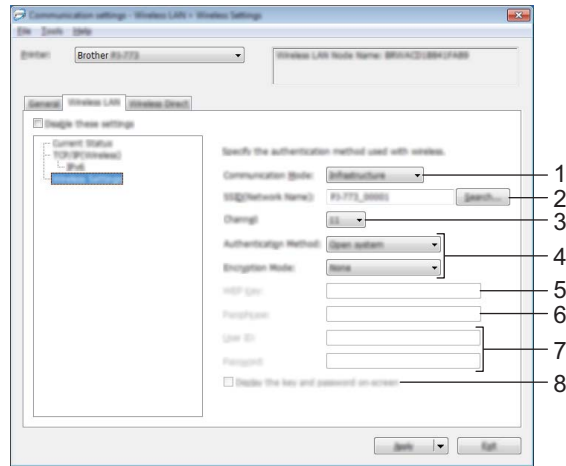 Communication settings - Wireless LAN > Wireless Settings
File Tools Help
Printer: Brother PJ-773
Wireless LAN Node Name:
General Wireless LAN Wireless Direct
Disable these settings
Current Status
TCP/IP(Wireless)
IPv6
Wireless Settings
Specify the authentication method used with wireless.
Communication Mode: Infrastructure 1
SSID(Network Name): PJ-773_00001 Search... 2
Channel: 11 3
Authentication Method: Open system 4
Encryption Mode: None
WEP Key: 5
Passphrase: 6
User ID: 7
Password:
Display the key and password on-screen 8
Apply Exit